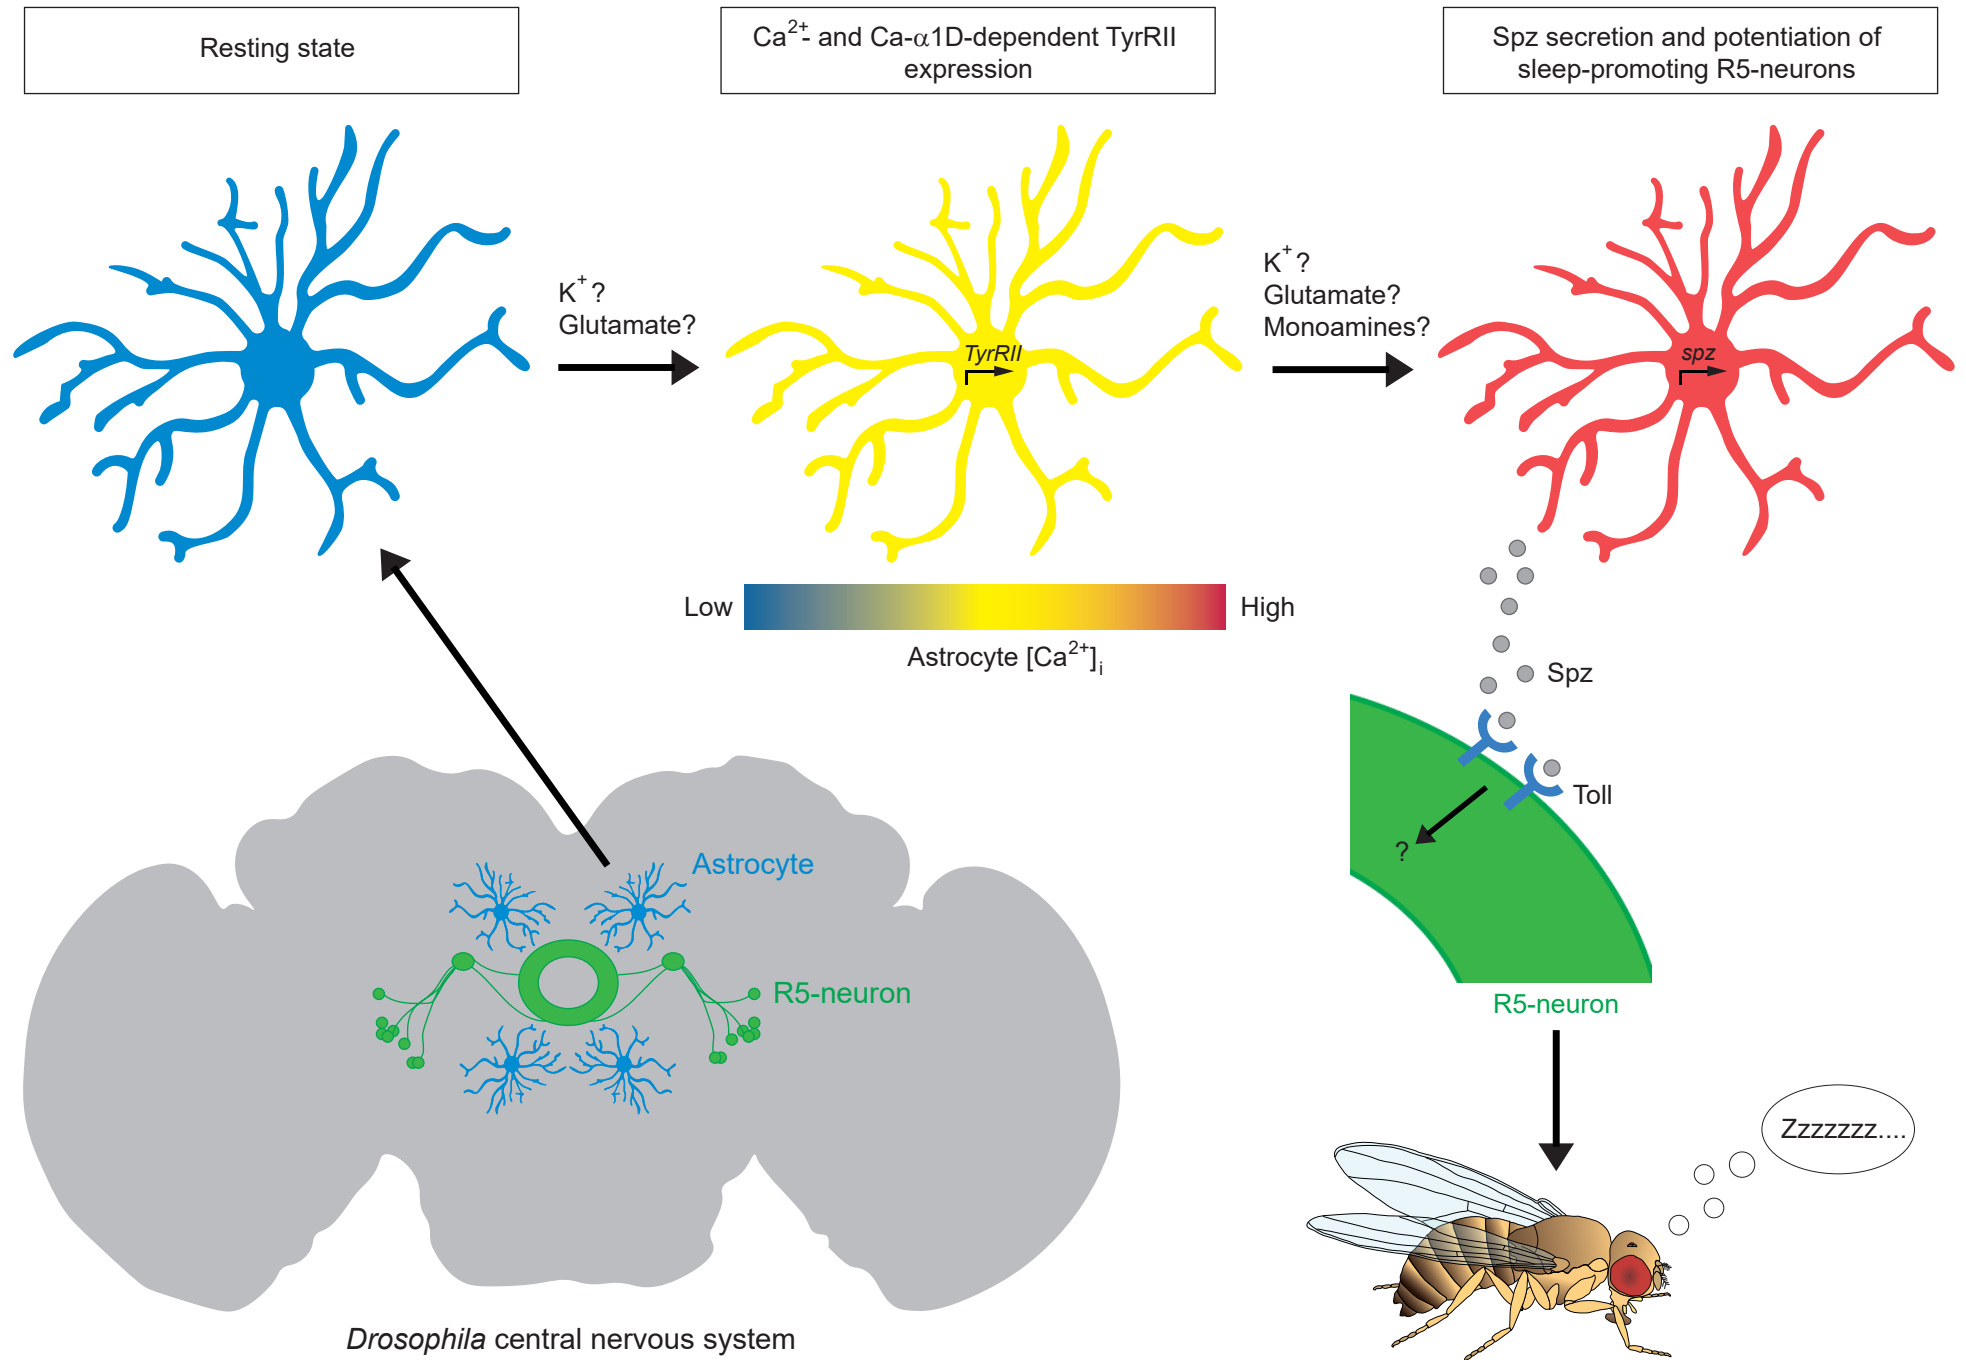 Resting state
Ca2+- and Ca-α1D-dependent TyrRII
expression
Spz secretion and potentiation of
sleep-promoting R5-neurons
K+?
Glutamate?
K+?
Glutamate?
Monoamines?
TyrRII
spz
Low
High
Astrocyte [Ca2+]i
Spz
Toll
?
Astrocyte
R5-neuron
R5-neuron
Zzzzzzz....
Drosophila central nervous system